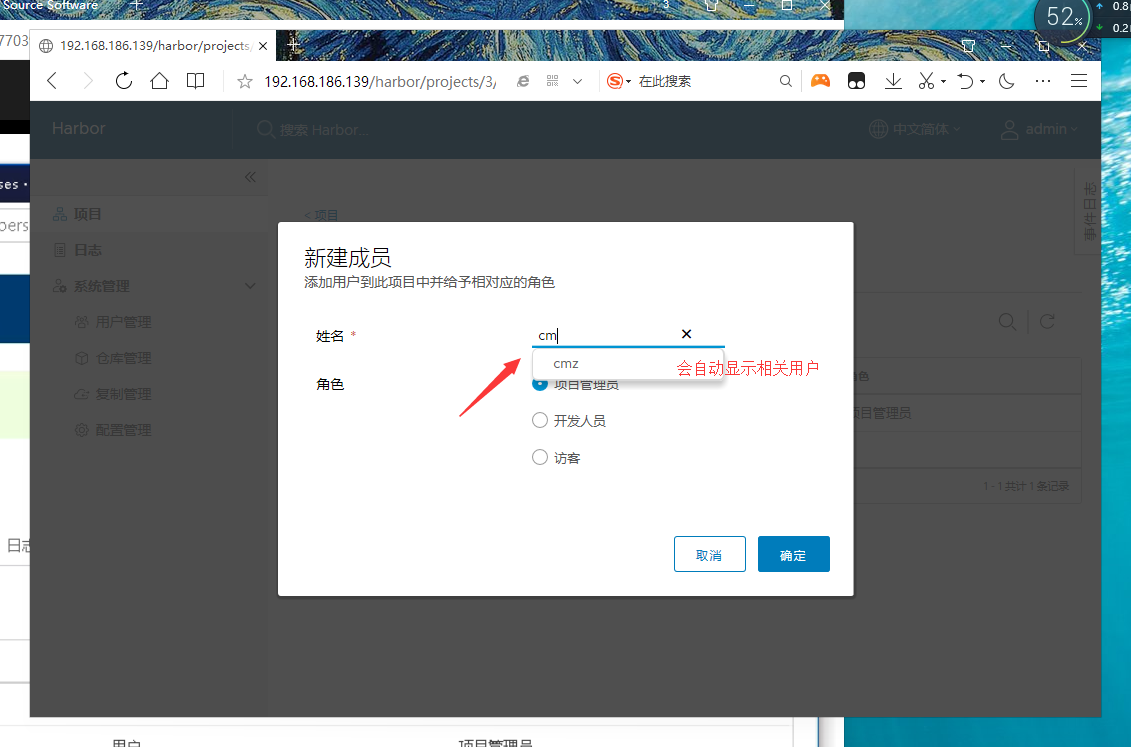 Source Software
3
52%
0.8
0.2
7703
192.168.186.139/harbor/projects,
192.168.186.139/harbor/projects/3/
在此搜索
Harbor
搜索 Harbor...
中文简体
admin
ses
pers
项目
日志
系统管理
用户管理
仓库管理
复制管理
配置管理
< 项目
事件日志
新建成员
添加用户到此项目中并给予相对应的角色
姓名 *
cm
cmz
会自动显示相关用户
角色
项目管理员
开发人员
访客
取消
确定
角色
项目管理员
1 - 1 共计 1 条记录
日志
用户
项目管理员